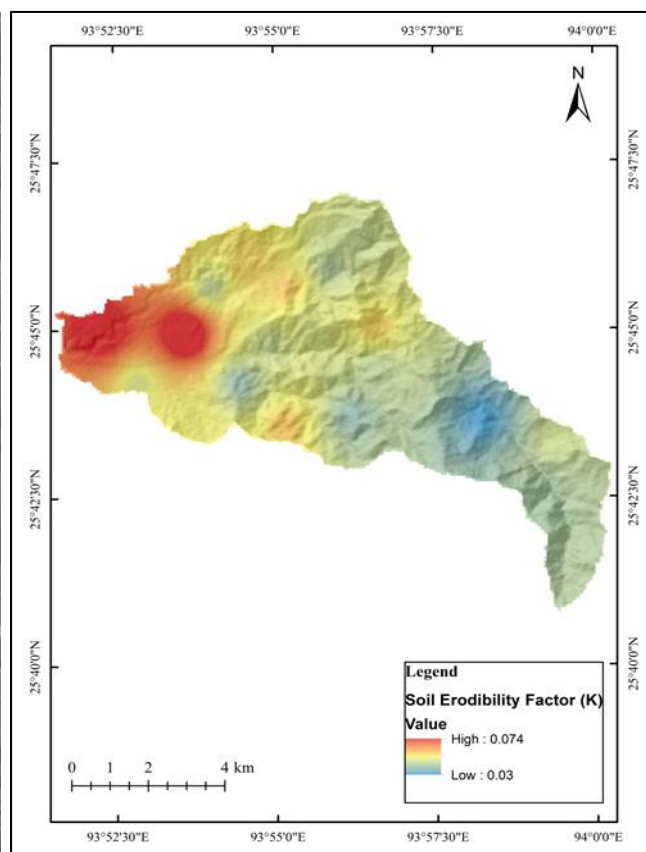 93°52'30"E 93°55'0"E 93°57'30"E 94°0'0"E
N
25°47'30"N 25°47'30"N
25°45'0"N 25°45'0"N
25°42'30"N 25°42'30"N
25°40'0"N 25°40'0"N
Legend
Soil Erodibility Factor (K)
Value
High : 0.074
Low : 0.03
0 1 2 4 km
93°52'30"E 93°55'0"E 93°57'30"E 94°0'0"E